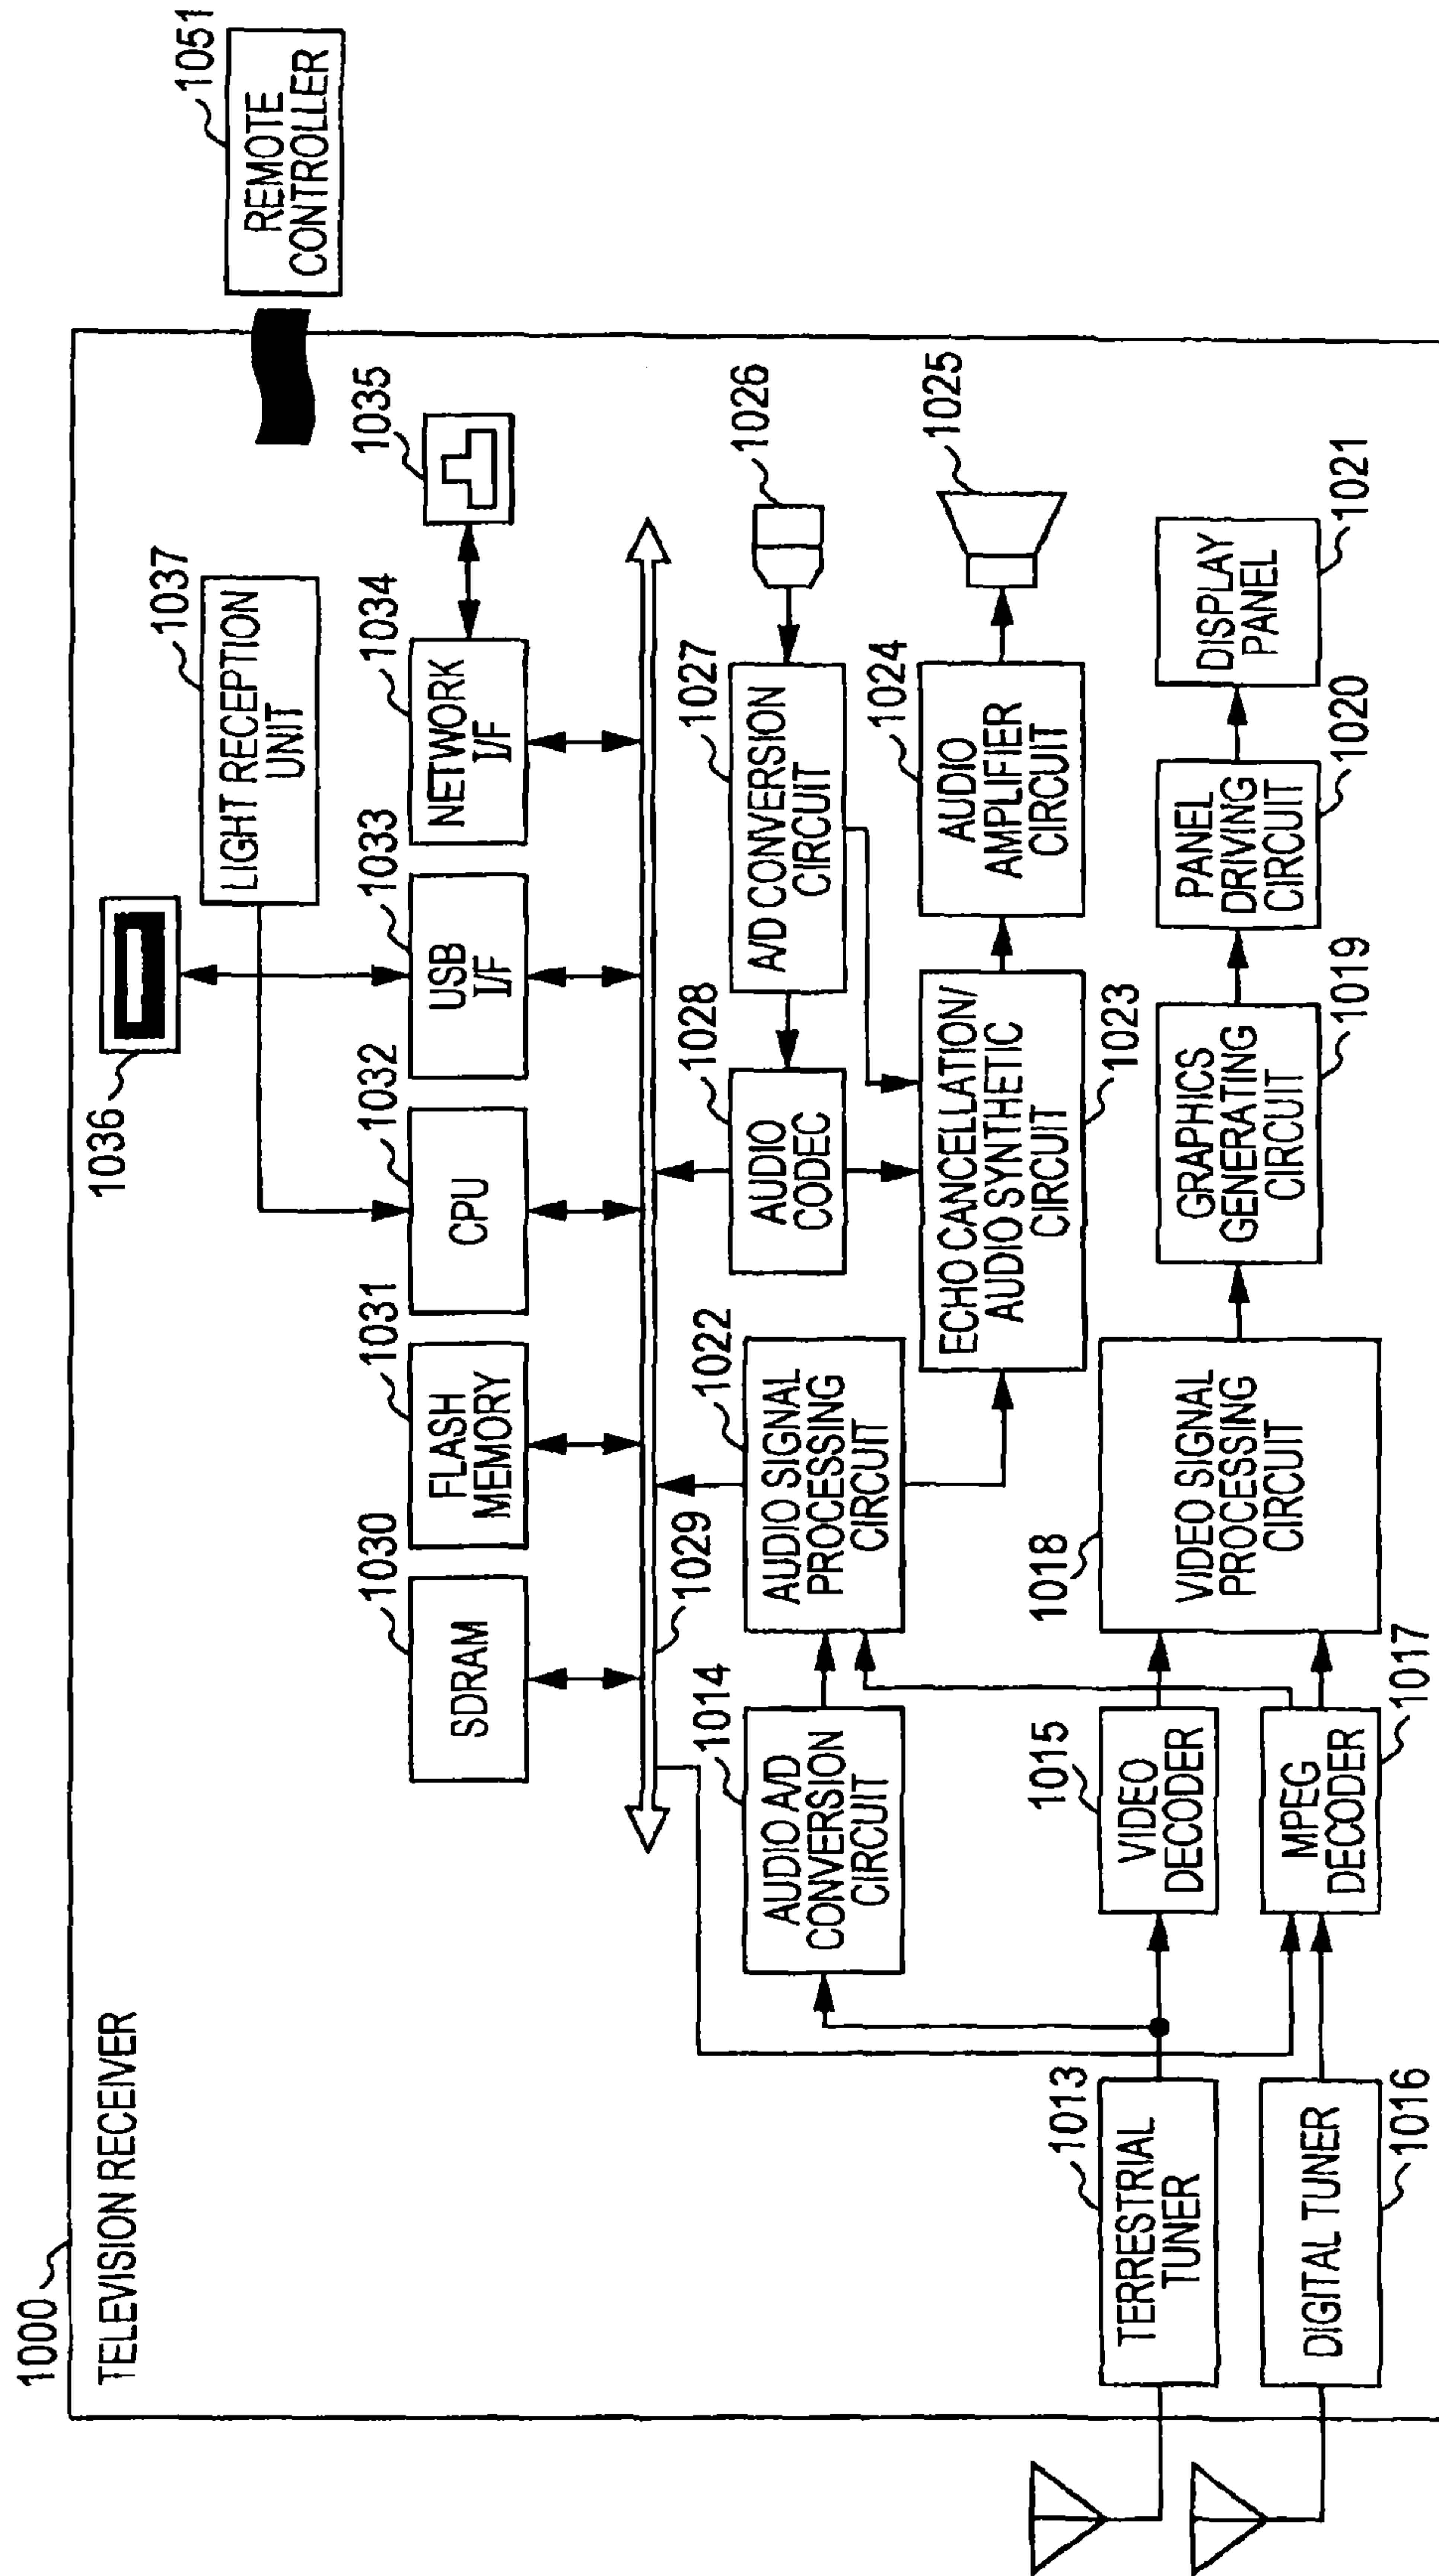 1000
TELEVISION RECEIVER
1051
REMOTE
CONTROLLER
1036
1037
LIGHT RECEPTION
UNIT
1030
SDRAM
1031
FLASH
MEMORY
1032
CPU
1033
USB
I/F
1034
NETWORK
I/F
1035
1029
1014
AUDIO A/D
CONVERSION
CIRCUIT
1022
AUDIO SIGNAL
PROCESSING
CIRCUIT
1028
AUDIO
CODEC
1027
A/D CONVERSION
CIRCUIT
1026
ECHO CANCELLATION/
AUDIO SYNTHETIC
CIRCUIT
1023
1024
AUDIO
AMPLIFIER
CIRCUIT
1025
1013
TERRESTRIAL
TUNER
1015
VIDEO
DECODER
1018
VIDEO SIGNAL
PROCESSING
CIRCUIT
GRAPHICS
GENERATING
CIRCUIT
1019
PANEL
DRIVING
CIRCUIT
1020
DISPLAY
PANEL
1021
DIGITAL TUNER
1016
MPEG
DECODER
1017